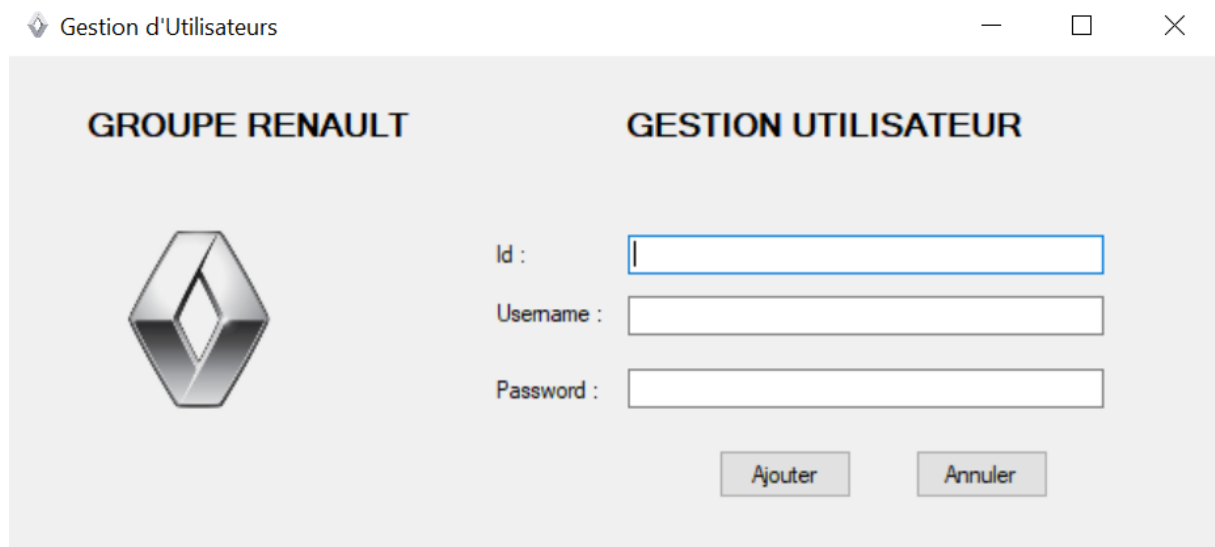 Gestion d'Utilisateurs
GROUPE RENAULT
GESTION UTILISATEUR
Id :
Username :
Password :
Ajouter
Annuler